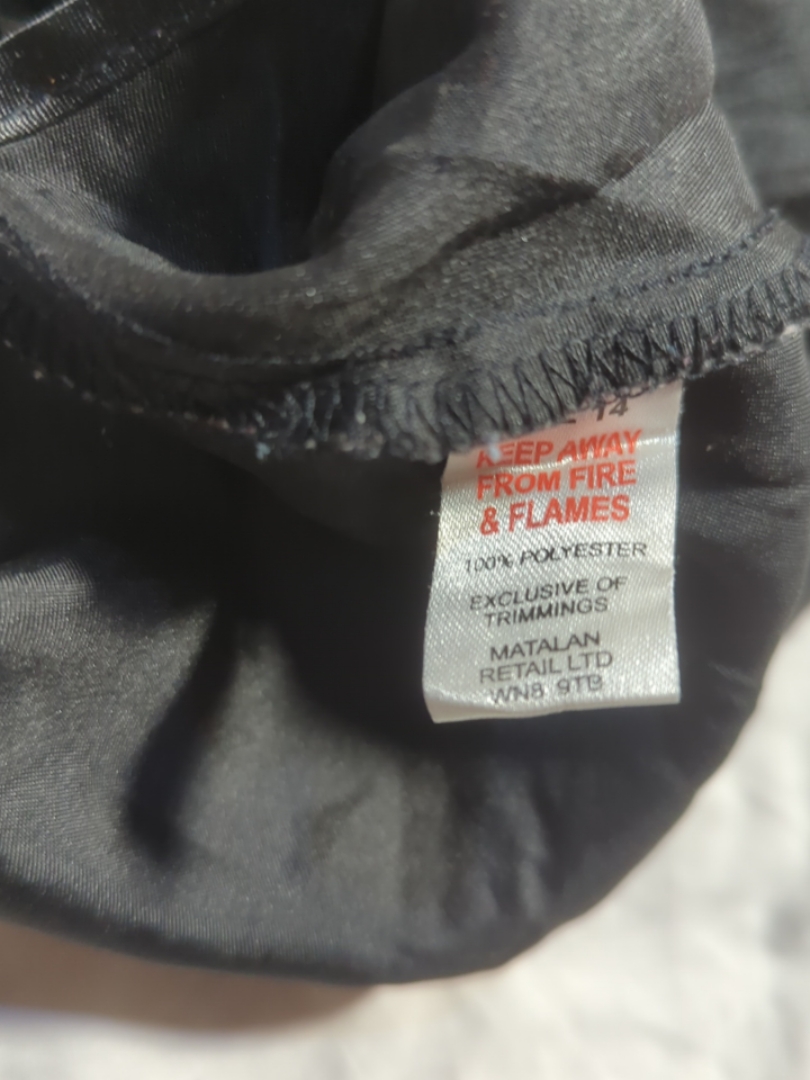 14
KEEP AWAY
FROM FIRE
& FLAMES
100% POLYESTER
EXCLUSIVE OF
TRIMMINGS
MATALAN
RETAIL LTD
WN8 9TB